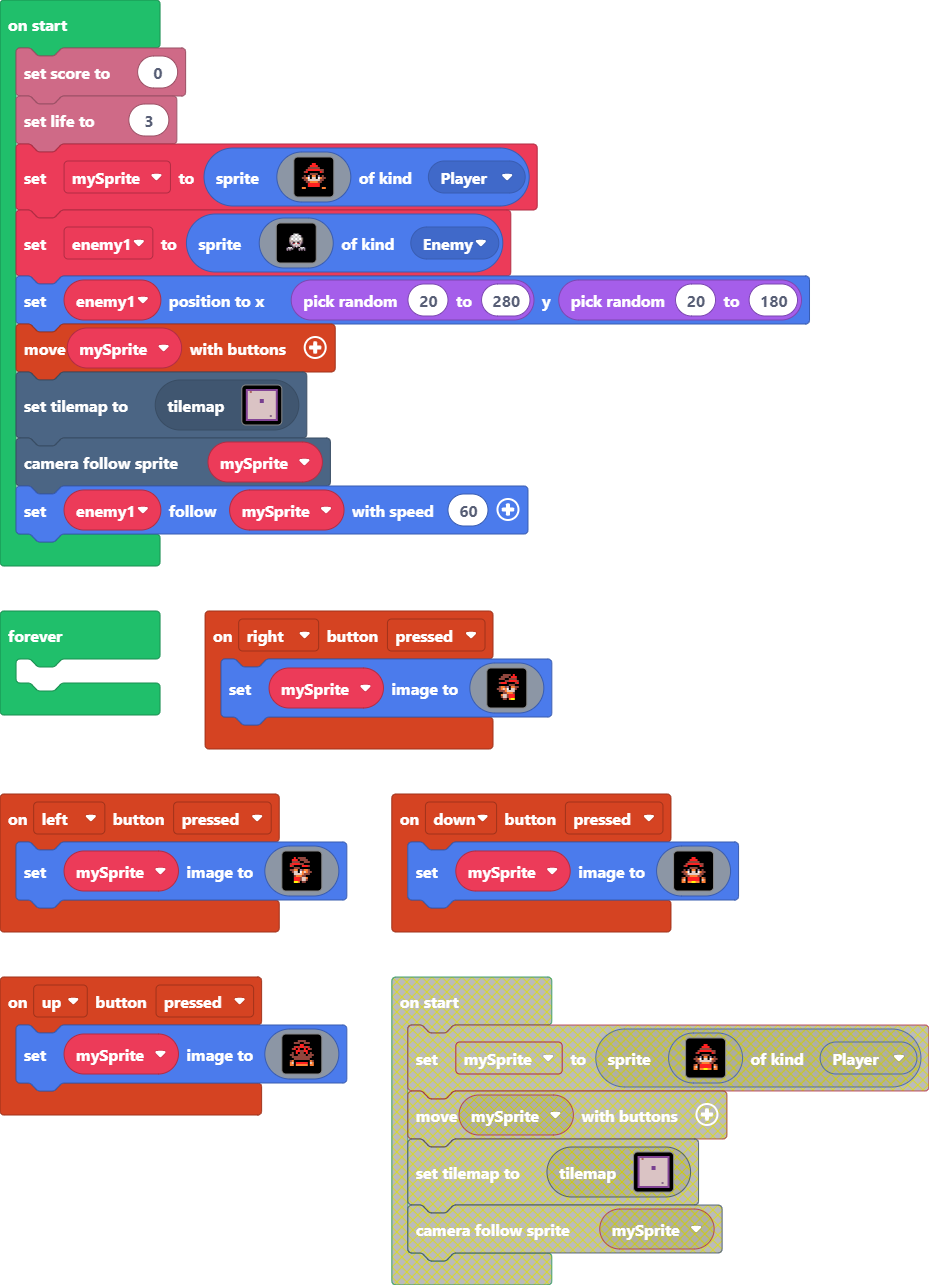 on start
set score to 0
set life to 3
set mySprite to sprite of kind Player
set enemy1 to sprite of kind Enemy
set enemy1 position to x pick random 20 to 280 y pick random 20 to 180
move mySprite with buttons
set tilemap to tilemap
camera follow sprite mySprite
set enemy1 follow mySprite with speed 60
forever
on right button pressed
set mySprite image to
on left button pressed
set mySprite image to
on down button pressed
set mySprite image to
on up button pressed
set mySprite image to
on start
set mySprite to sprite of kind Player
move mySprite with buttons
set tilemap to tilemap
camera follow sprite mySprite